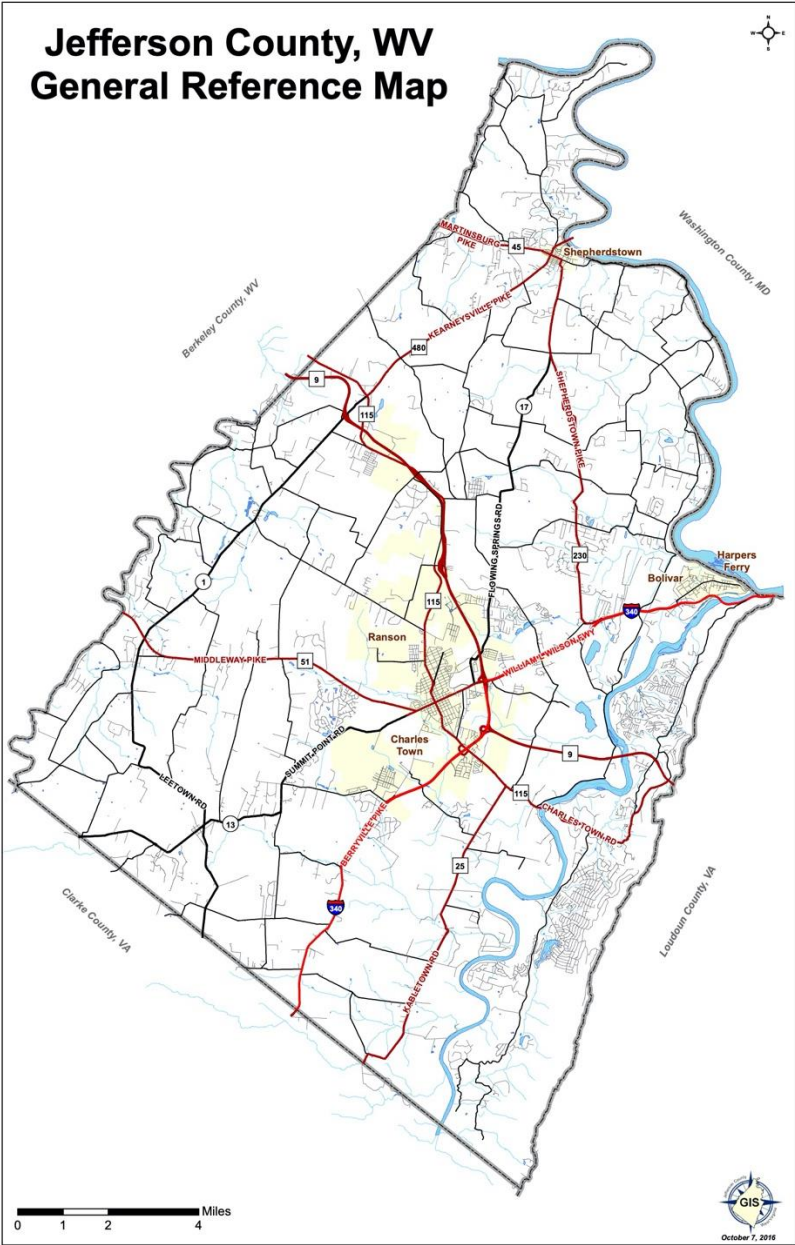 Jefferson County, WV
General Reference Map
N
W
E
S
Washington County, MD
Berkeley County, WV
MARTINSBURG
PIKE
45
Shepherdstown
KEARNEYSVILLE PIKE
480
9
115
17
SHEPHERDSTOWN PIKE
FLOWING SPRINGS RD
230
Harpers
Ferry
Bolivar
340
1
115
Ranson
WILLIAM L WILSON FWY
MIDDLEWAY PIKE
51
SUMMIT POINT RD
Charles
Town
9
LEETOWN RD
115
CHARLES TOWN RD
13
BERRYVILLE PIKE
25
340
KABLETOWN RD
Clarke County, VA
Loudoun County, VA
Miles
0 1 2 4
GIS
October 7, 2016